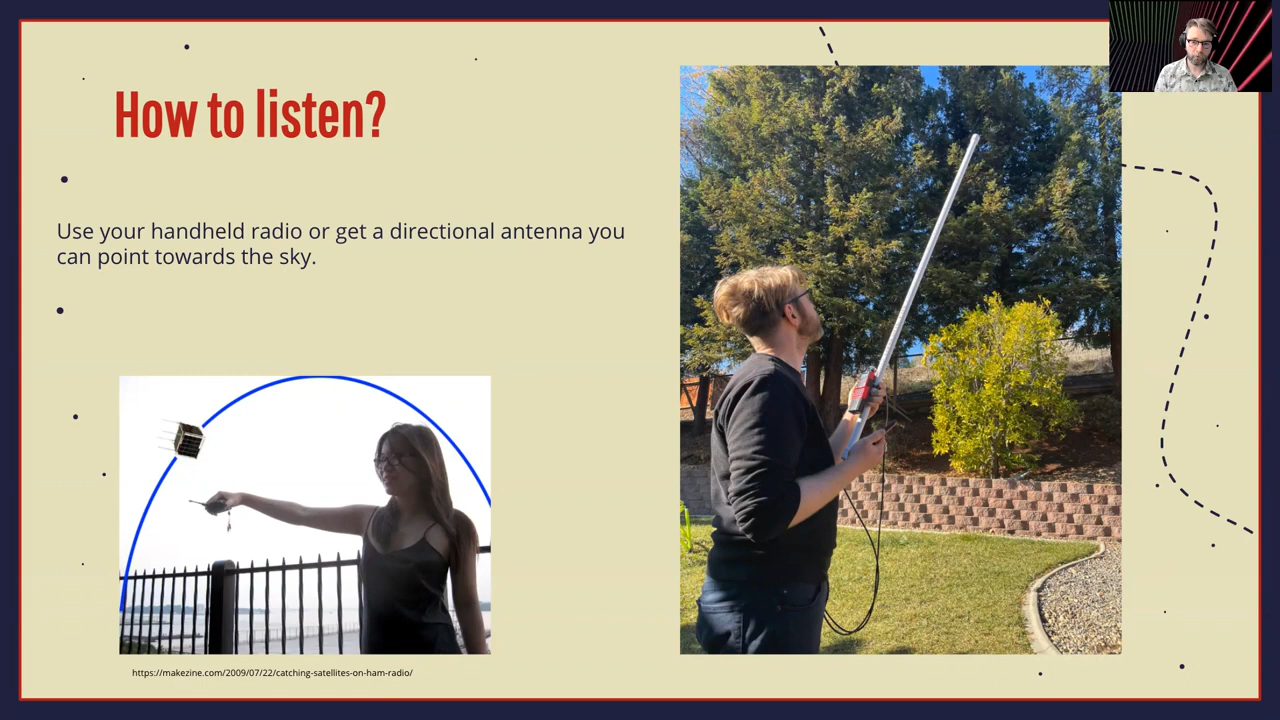 How to listen?
Use your handheld radio or get a directional antenna you
can point towards the sky.
https://makezine.com/2009/07/22/catching-satellites-on-ham-radio/